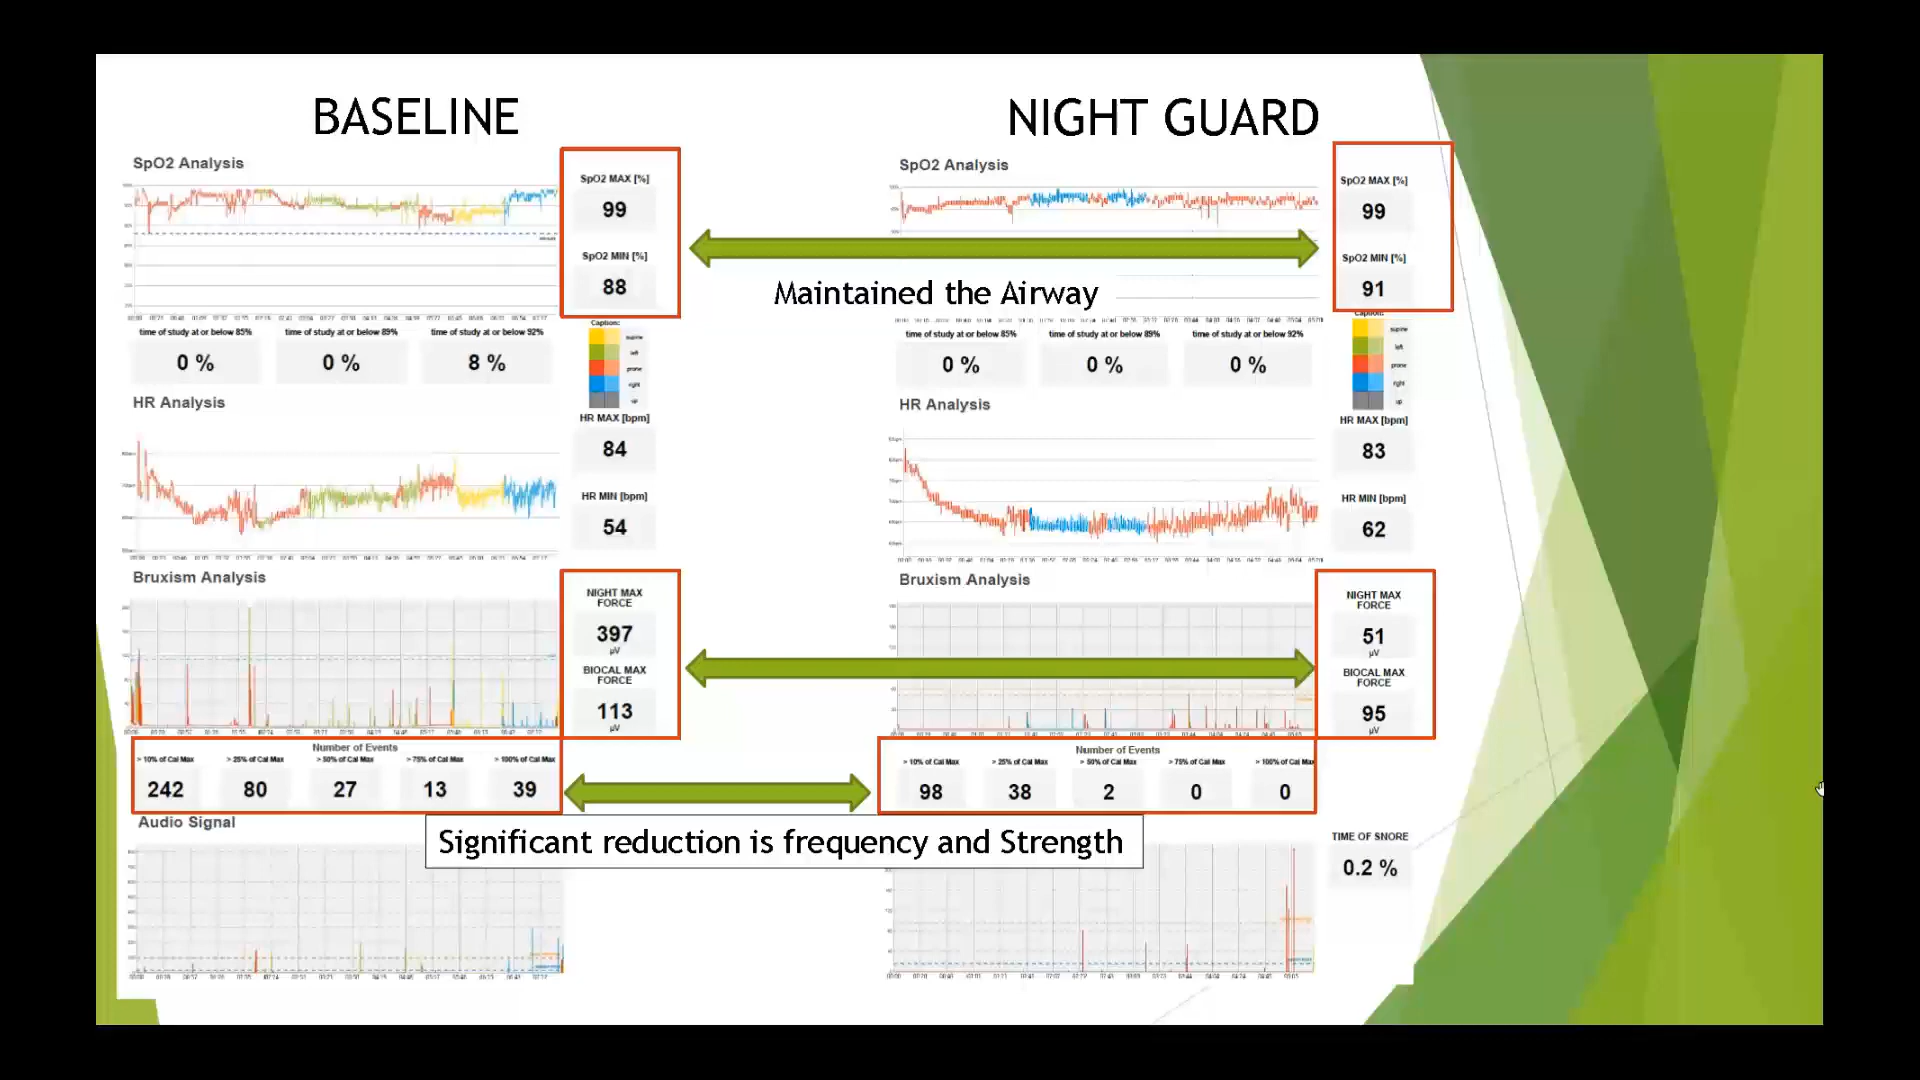 BASELINE
NIGHT GUARD
SpO2 Analysis
SpO2 MAX [%]
99
SpO2 MIN [%]
88
time of study at or below 85%
time of study at or below 89%
time of study at or below 92%
0 %
0 %
8 %
Caption:
supine
left
prone
right
up
HR Analysis
HR MAX [bpm]
84
HR MIN [bpm]
54
Bruxism Analysis
NIGHT MAX
FORCE
397
µV
BIOCAL MAX
FORCE
113
µV
Number of Events
> 10% of Cal Max
> 25% of Cal Max
> 50% of Cal Max
> 75% of Cal Max
> 100% of Cal Max
242
80
27
13
39
Audio Signal
SpO2 Analysis
SpO2 MAX [%]
99
SpO2 MIN [%]
91
Maintained the Airway
time of study at or below 85%
time of study at or below 89%
time of study at or below 92%
0 %
0 %
0 %
Caption:
supine
left
prone
right
up
HR Analysis
HR MAX [bpm]
83
HR MIN [bpm]
62
Bruxism Analysis
NIGHT MAX
FORCE
51
µV
BIOCAL MAX
FORCE
95
µV
Number of Events
> 10% of Cal Max
> 25% of Cal Max
> 50% of Cal Max
> 75% of Cal Max
> 100% of Cal Max
98
38
2
0
0
Significant reduction is frequency and Strength
TIME OF SNORE
0.2 %